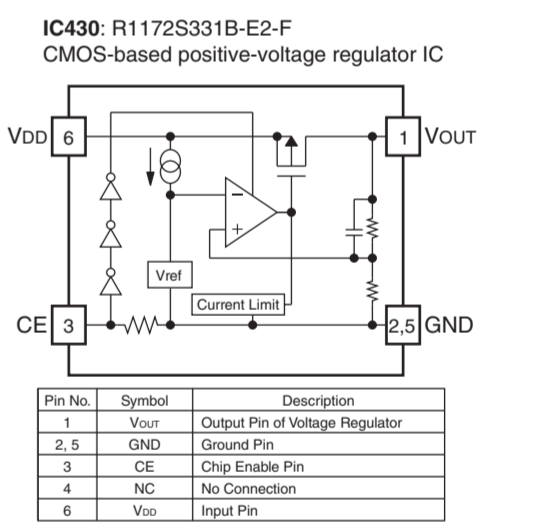 IC430: R1172S331B-E2-F
CMOS-based positive-voltage regulator IC
VDD 6
1 VOUT
Vref
Current Limit
CE 3
2,5 GND
Pin No. Symbol Description
1 VOUT Output Pin of Voltage Regulator
2, 5 GND Ground Pin
3 CE Chip Enable Pin
4 NC No Connection
6 VDD Input Pin